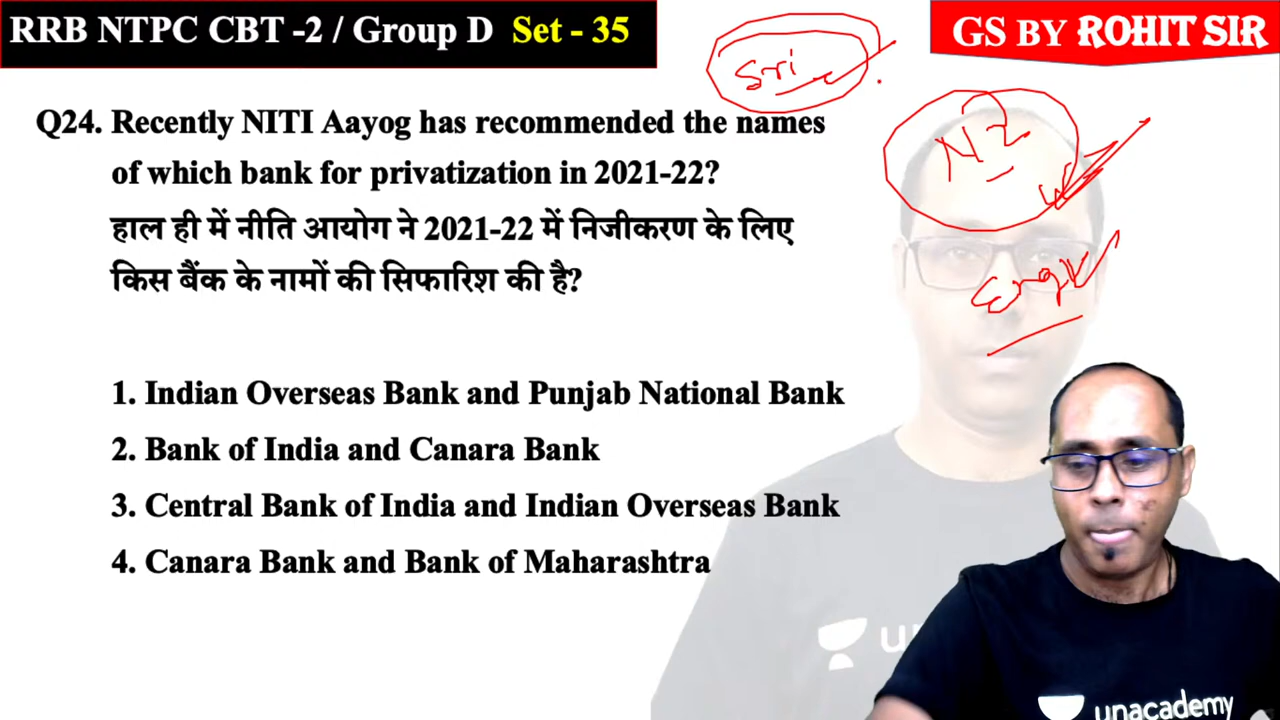 RRB NTPC CBT -2 / Group D Set - 35
GS BY ROHIT SIR
Sri
NZ
Q24. Recently NITI Aayog has recommended the names
of which bank for privatization in 2021-22?
हाल ही में नीति आयोग ने 2021-22 में निजीकरण के लिए
किस बैंक के नामों की सिफारिश की है?
1. Indian Overseas Bank and Punjab National Bank
2. Bank of India and Canara Bank
3. Central Bank of India and Indian Overseas Bank
4. Canara Bank and Bank of Maharashtra
unacademy